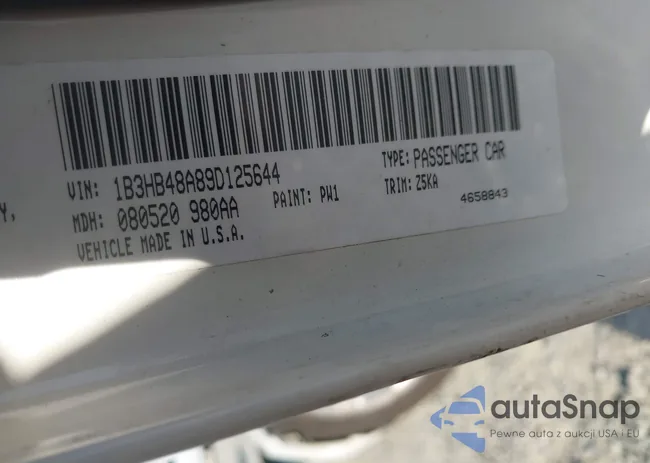 VIN: 1B3HB48A89D125644 TYPE: PASSENGER CAR
Y, MDH: 080520 980AA PAINT: PW1 TRIM: Z5KA
VEHICLE MADE IN U.S.A. 4658843
autoSnap
Pewne auta z aukcji USA i EU